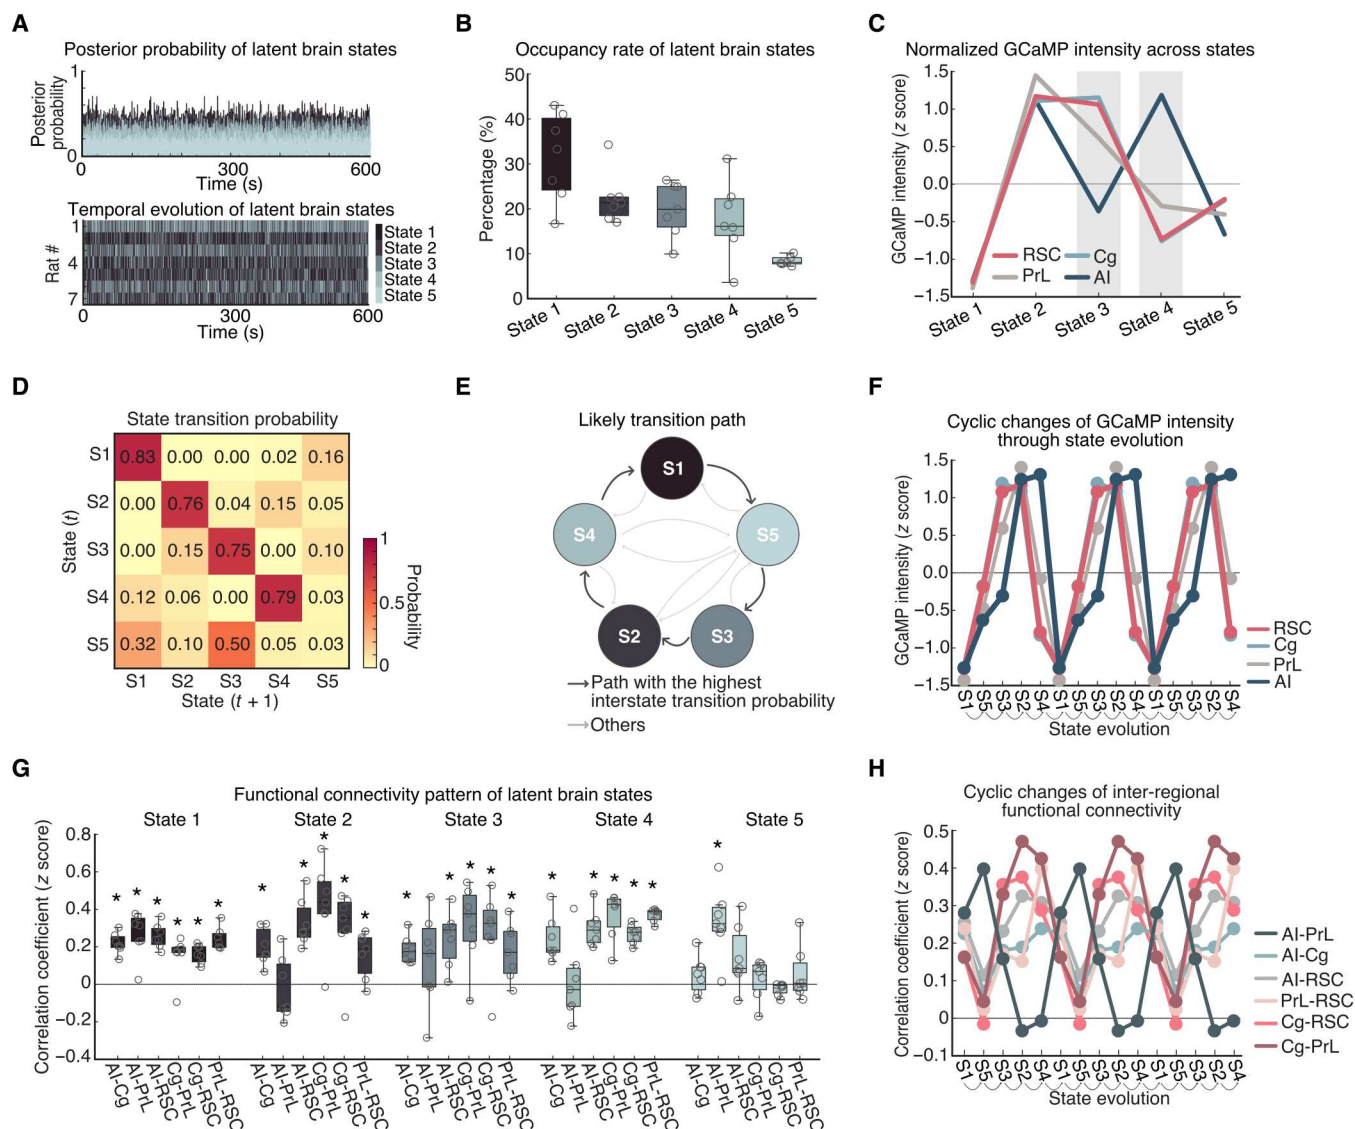 A
Posterior probability of latent brain states
Posterior
probability
1
0
0
300
600
Time (s)
Temporal evolution of latent brain states
Rat #
1
4
7
State 1
State 2
State 3
State 4
State 5
0
300
600
Time (s)
B
Occupancy rate of latent brain states
Percentage (%)
50
40
30
20
10
0
State 1
State 2
State 3
State 4
State 5
C
Normalized GCaMP intensity across states
GCaMP intensity (z score)
1.5
1.0
0.5
0.0
−0.5
−1.0
−1.5
RSC
Cg
PrL
AI
State 1
State 2
State 3
State 4
State 5
D
State transition probability
State (t)
S1 0.83 0.00 0.00 0.02 0.16
S2 0.00 0.76 0.04 0.15 0.05
S3 0.00 0.15 0.75 0.00 0.10
S4 0.12 0.06 0.00 0.79 0.03
S5 0.32 0.10 0.50 0.05 0.03
S1 S2 S3 S4 S5
State (t + 1)
1
0.5
0
Probability
E
Likely transition path
S1
S4
S5
S2
S3
Path with the highest
interstate transition probability
Others
F
Cyclic changes of GCaMP intensity
through state evolution
GCaMP intensity (z score)
1.5
1.0
0.5
0.0
−0.5
−1.0
−1.5
RSC
Cg
PrL
AI
S1 S5 S3 S2 S4 S1 S5 S3 S2 S4 S1 S5 S3 S2 S4
State evolution
G
Functional connectivity pattern of latent brain states
State 1
State 2
State 3
State 4
State 5
Correlation coefficient (z score)
0.8
0.6
0.4
0.2
0
−0.2
−0.4
* * * * * *
* * * * *
* * * * *
* * * * *
*
AI-Cg AI-PrL AI-RSC Cg-PrL Cg-RSC PrL-RSC
AI-Cg AI-PrL AI-RSC Cg-PrL Cg-RSC PrL-RSC
AI-Cg AI-PrL AI-RSC Cg-PrL Cg-RSC PrL-RSC
AI-Cg AI-PrL AI-RSC Cg-PrL Cg-RSC PrL-RSC
AI-Cg AI-PrL AI-RSC Cg-PrL Cg-RSC PrL-RSC
H
Cyclic changes of inter-regional
functional connectivity
Correlation coefficient (z score)
0.5
0.4
0.3
0.2
0.1
0
−0.1
AI-PrL
AI-Cg
AI-RSC
PrL-RSC
Cg-RSC
Cg-PrL
S1 S5 S3 S2 S4 S1 S5 S3 S2 S4 S1 S5 S3 S2 S4
State evolution